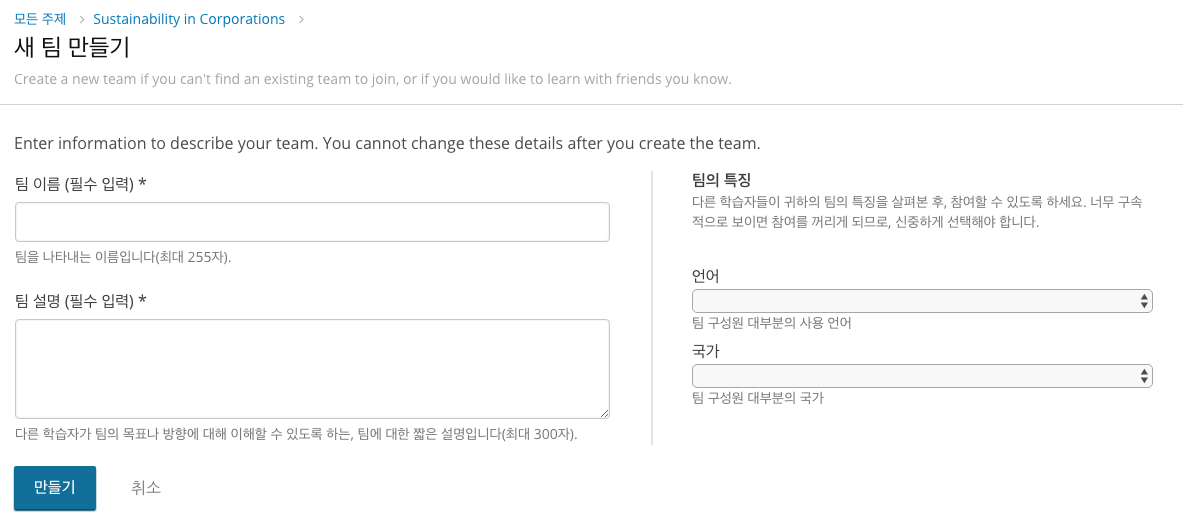 모든 주제 > Sustainability in Corporations >
새 팀 만들기
Create a new team if you can't find an existing team to join, or if you would like to learn with friends you know.
Enter information to describe your team. You cannot change these details after you create the team.
팀 이름 (필수 입력) *
팀을 나타내는 이름입니다(최대 255자).
팀 설명 (필수 입력) *
다른 학습자가 팀의 목표나 방향에 대해 이해할 수 있도록 하는, 팀에 대한 짧은 설명입니다(최대 300자).
팀의 특징
다른 학습자들이 귀하의 팀의 특징을 살펴본 후, 참여할 수 있도록 하세요. 너무 구속
적으로 보이면 참여를 꺼리게 되므로, 신중하게 선택해야 합니다.
언어
팀 구성원 대부분의 사용 언어
국가
팀 구성원 대부분의 국가
만들기 취소